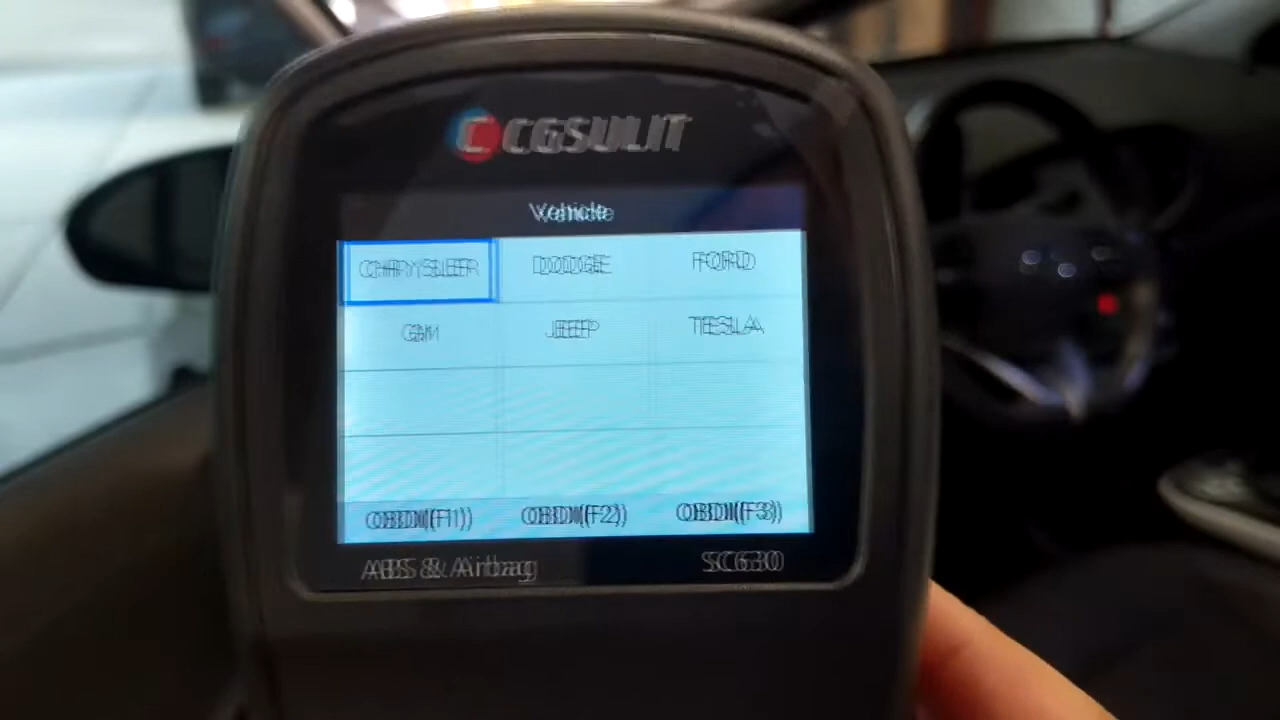 C CGSULIT
Vehicle
CHRYSLER DODGE FORD
GM JEEP TESLA
OBDII(F1) OBDII(F2) OBDII(F3)
ABS & Airbag SC630